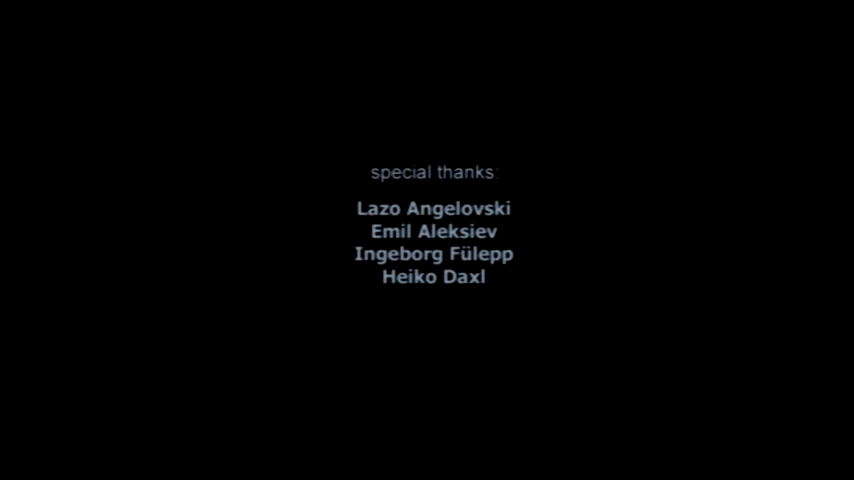 special thanks:
Lazo Angelovski
Emil Aleksiev
Ingeborg Fülepp
Heiko Daxl